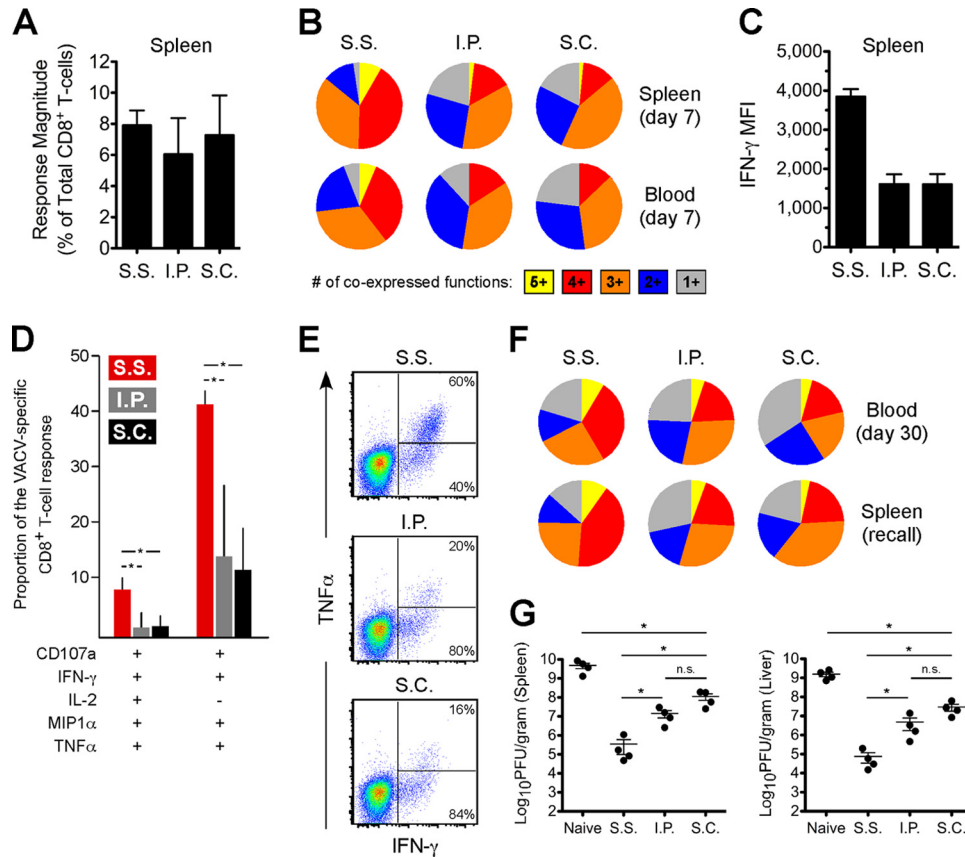 A
Spleen
Response Magnitude
(% of Total CD8⁺ T-cells)
14
12
10
8
6
4
2
0
S.S. I.P. S.C.
B
S.S. I.P. S.C.
Spleen
(day 7)
Blood
(day 7)
# of co-expressed functions: 5+ 4+ 3+ 2+ 1+
C
Spleen
IFN-γ MFI
5,000
4,000
3,000
2,000
1,000
0
S.S. I.P. S.C.
D
Proportion of the VACV-specific
CD8⁺ T-cell response
50
40
30
20
10
S.S.
I.P.
S.C.
* *
* *
CD107a + +
IFN-γ + +
IL-2 + -
MIP1α + +
TNFα + +
E
S.S.
60%
40%
I.P.
20%
80%
S.C.
16%
84%
TNFα
IFN-γ
F
S.S. I.P. S.C.
Blood
(day 30)
Spleen
(recall)
G
Log₁₀PFU/gram (Spleen)
10
9
8
7
6
5
4
3
2
*
*
n.s.
*
Naive S.S. I.P. S.C.
Log₁₀PFU/gram (Liver)
10
9
8
7
6
5
4
3
2
*
*
n.s.
*
Naive S.S. I.P. S.C.